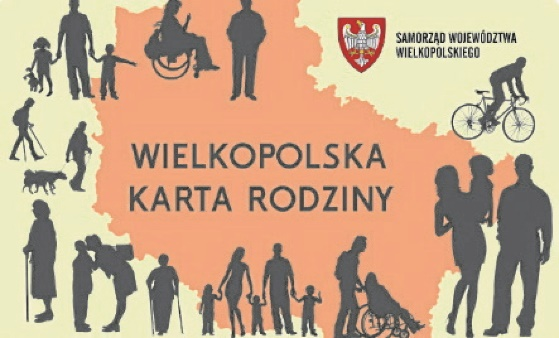 SAMORZĄD WOJEWÓDZTWA
WIELKOPOLSKIEGO
WIELKOPOLSKA
KARTA RODZINY